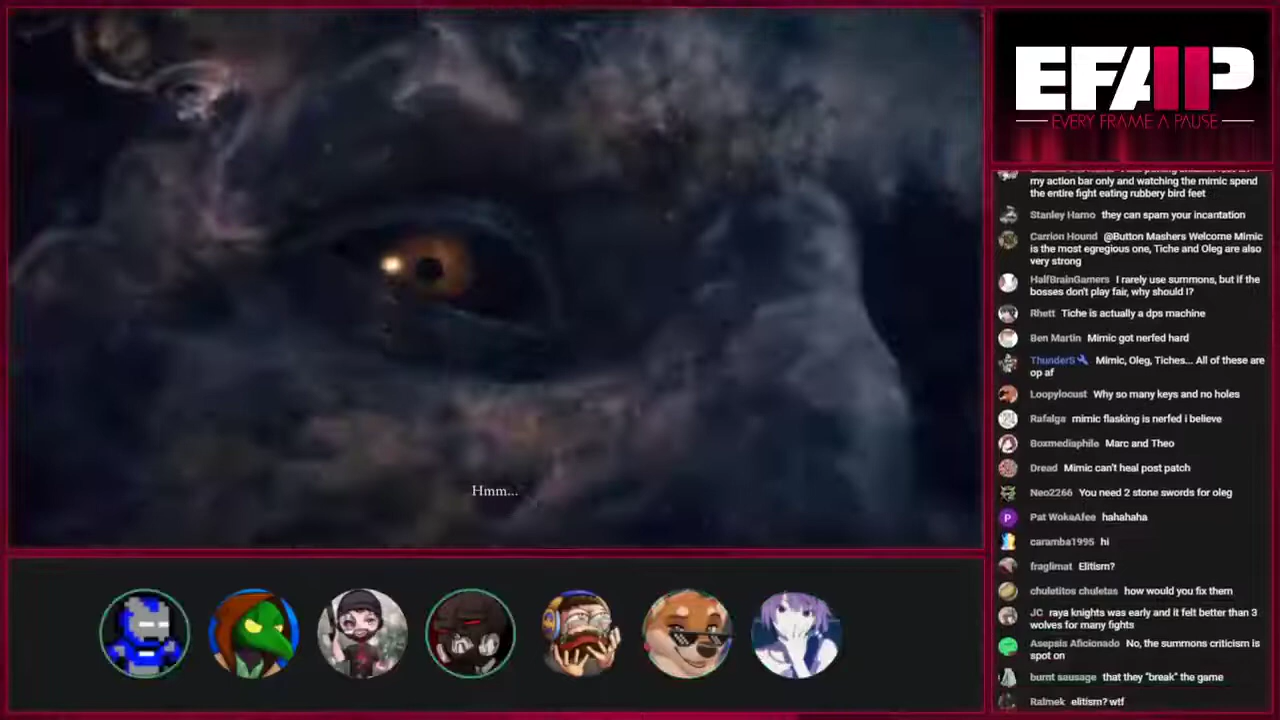 Hmm...
EFAP
EVERY FRAME A PAUSE
my action bar only and watching the mimic spend
the entire fight eating rubbery bird feet
Stanley Harno they can spam your incantation
Carrion Hound @Button Mashers Welcome Mimic
is the most egregious one, Tiche and Oleg are also
very strong
HalfBrainGamers I rarely use summons, but if the
bosses don't play fair, why should I?
Rhett Tiche is actually a dps machine
Ben Martin Mimic got nerfed hard
ThunderS Mimic, Oleg, Tiches... All of these are
op af
Loopylocust Why so many keys and no holes
Rafalga mimic flasking is nerfed i believe
Boxmediaphile Marc and Theo
Dread Mimic can't heal post patch
Neo2266 You need 2 stone swords for oleg
P
Pat WokeAfee hahahaha
caramba1995 hi
fraglimat Elitism?
chuletitos chuletas how would you fix them
JC raya knights was early and it felt better than 3
wolves for many fights
Asepsis Aficionado No, the summons criticism is
spot on
burnt sausage that they "break" the game
Ralmek elitism? wtf